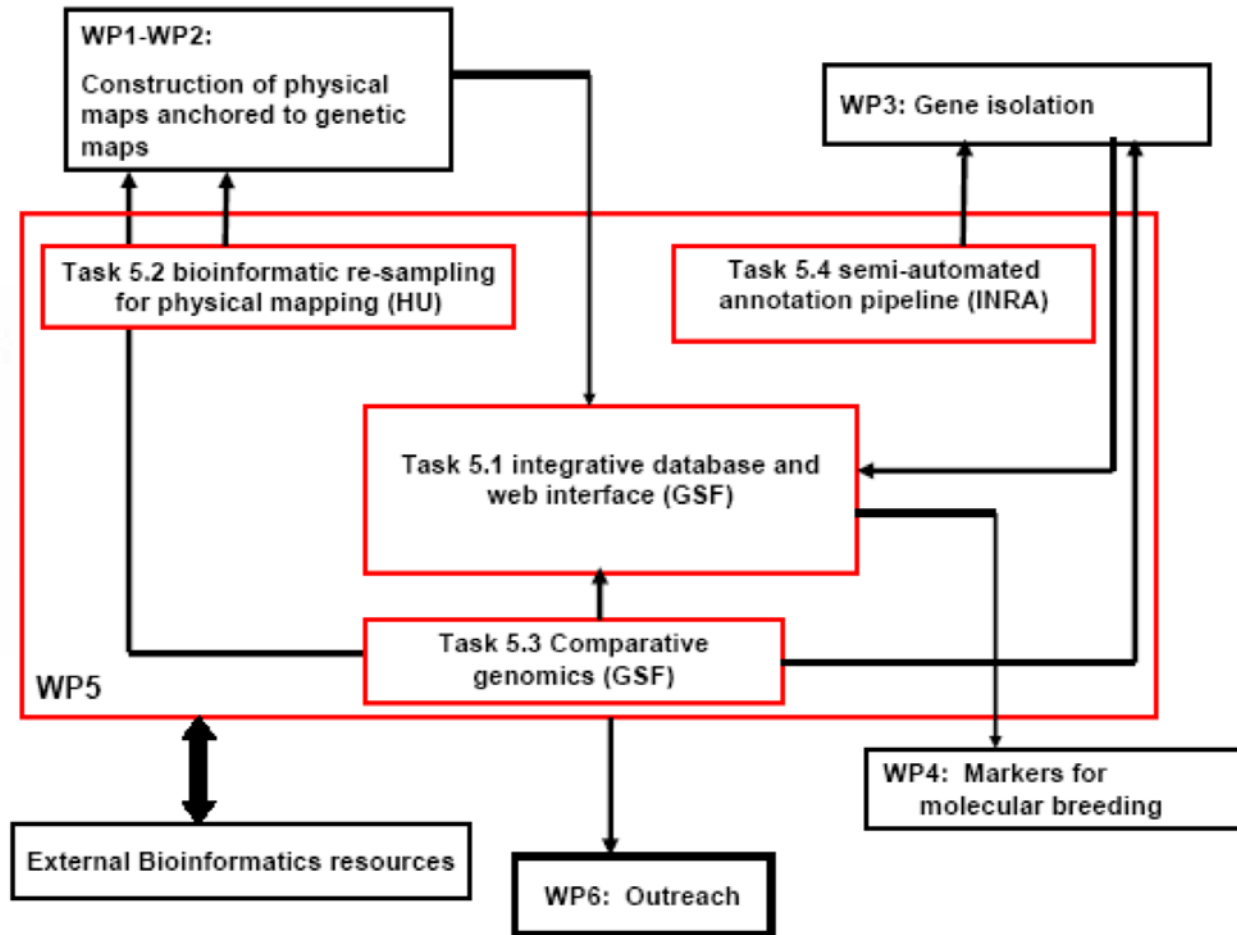 WP1-WP2:
Construction of physical
maps anchored to genetic
maps
WP3: Gene isolation
Task 5.2 bioinformatic re-sampling
for physical mapping (HU)
Task 5.4 semi-automated
annotation pipeline (INRA)
Task 5.1 integrative database and
web interface (GSF)
Task 5.3 Comparative
genomics (GSF)
WP5
WP4: Markers for
molecular breeding
External Bioinformatics resources
WP6: Outreach